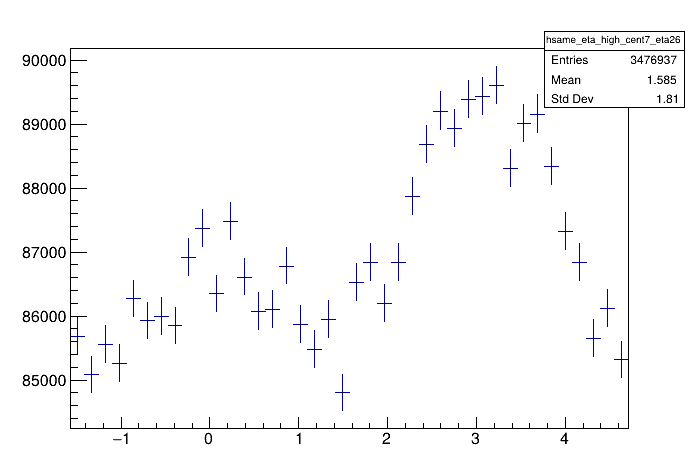 hsame_eta_high_cent7_eta26
Entries 3476937
Mean 1.585
Std Dev 1.81
90000
89000
88000
87000
86000
85000
−1 0 1 2 3 4